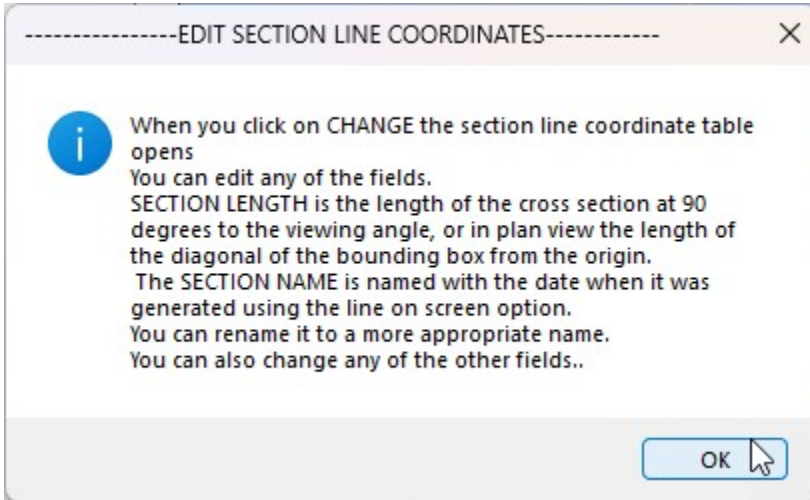 ----------------EDIT SECTION LINE COORDINATES------------
When you click on CHANGE the section line coordinate table
opens
You can edit any of the fields.
SECTION LENGTH is the length of the cross section at 90
degrees to the viewing angle, or in plan view the length of
the diagonal of the bounding box from the origin.
The SECTION NAME is named with the date when it was
generated using the line on screen option.
You can rename it to a more appropriate name.
You can also change any of the other fields..
OK